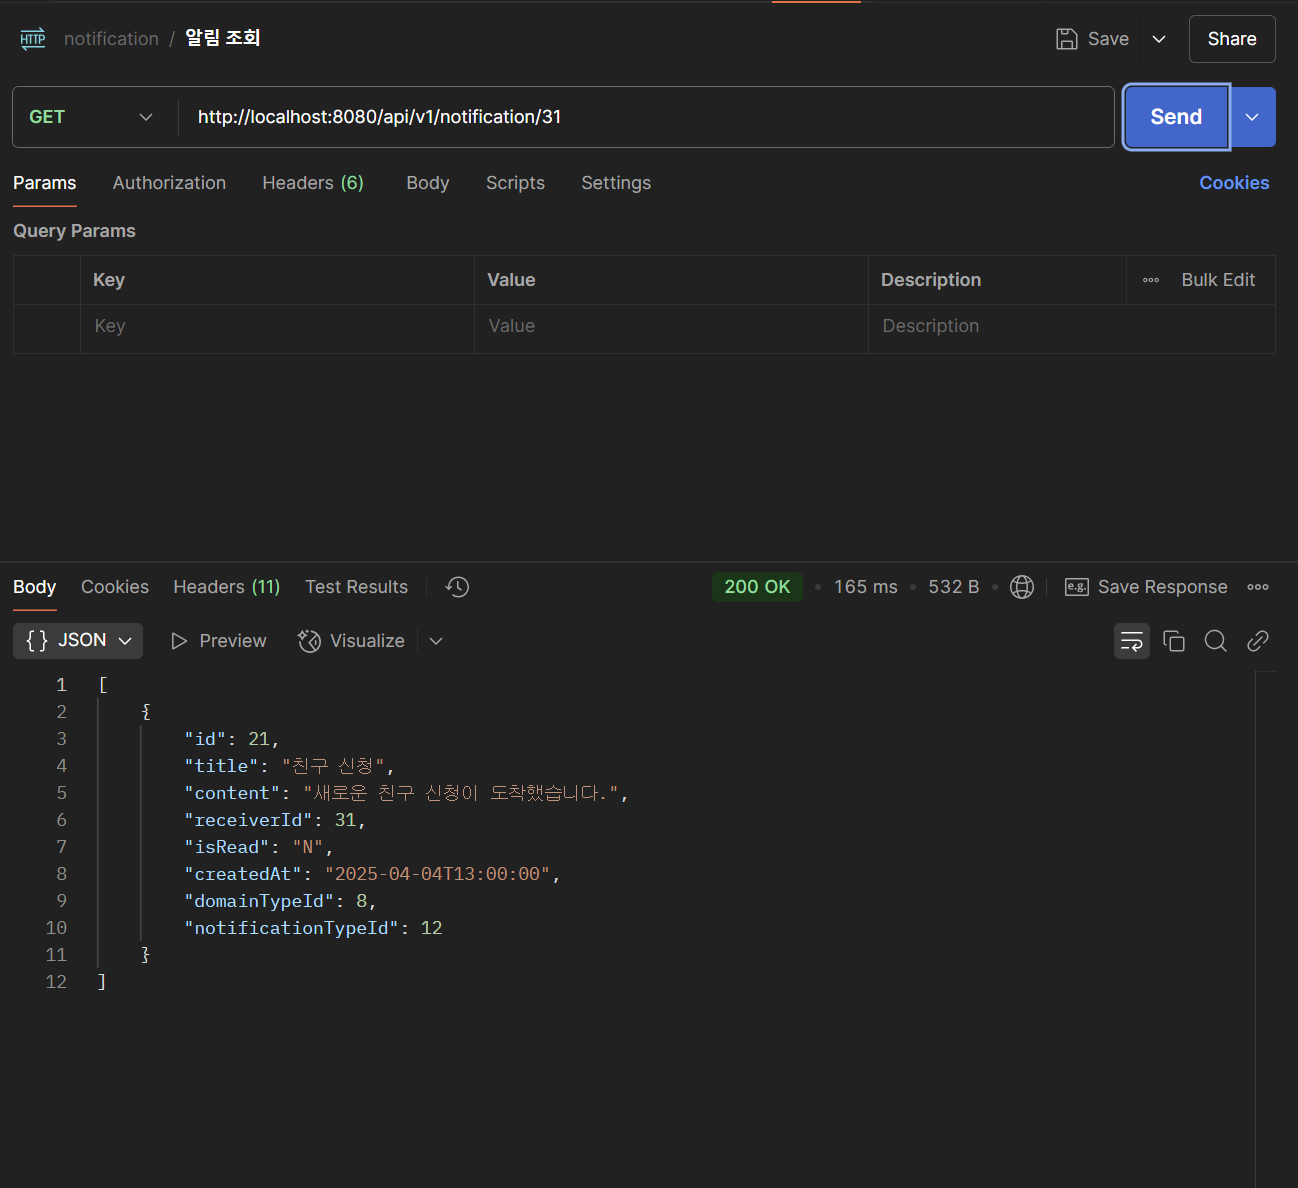 HTTP notification / 알림 조회 Save Share
GET http://localhost:8080/api/v1/notification/31 Send
Params Authorization Headers (6) Body Scripts Settings Cookies
Query Params
Key Value Description Bulk Edit
Key Value Description
Body Cookies Headers (11) Test Results 200 OK • 165 ms • 532 B • e.g. Save Response
{} JSON Preview Visualize
1 [
2 {
3 "id": 21,
4 "title": "친구 신청",
5 "content": "새로운 친구 신청이 도착했습니다.",
6 "receiverId": 31,
7 "isRead": "N",
8 "createdAt": "2025-04-04T13:00:00",
9 "domainTypeId": 8,
10 "notificationTypeId": 12
11 }
12 ]